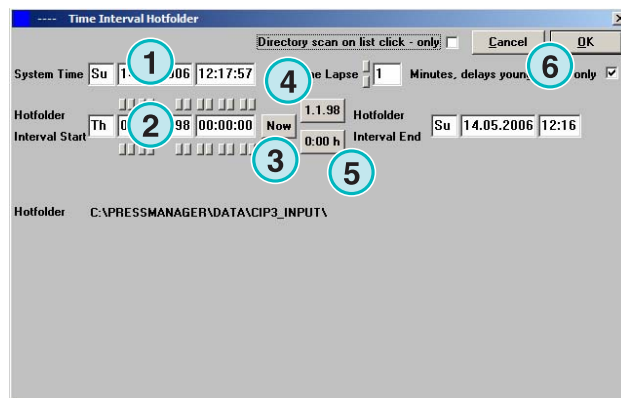 ---- Time Interval Hotfolder
Directory scan on list click - only Cancel OK
System Time Su 1 006 12:17:57 Lapse 1 Minutes, delays only
1 4 6
Hotfolder Interval Start Th 0 98 00:00:00 Now 1.1.98 0:00 h Hotfolder Interval End Su 14.05.2006 12:16
2 3 5
Hotfolder C:\PRESSMANAGER\DATA\CIP3_INPUT\